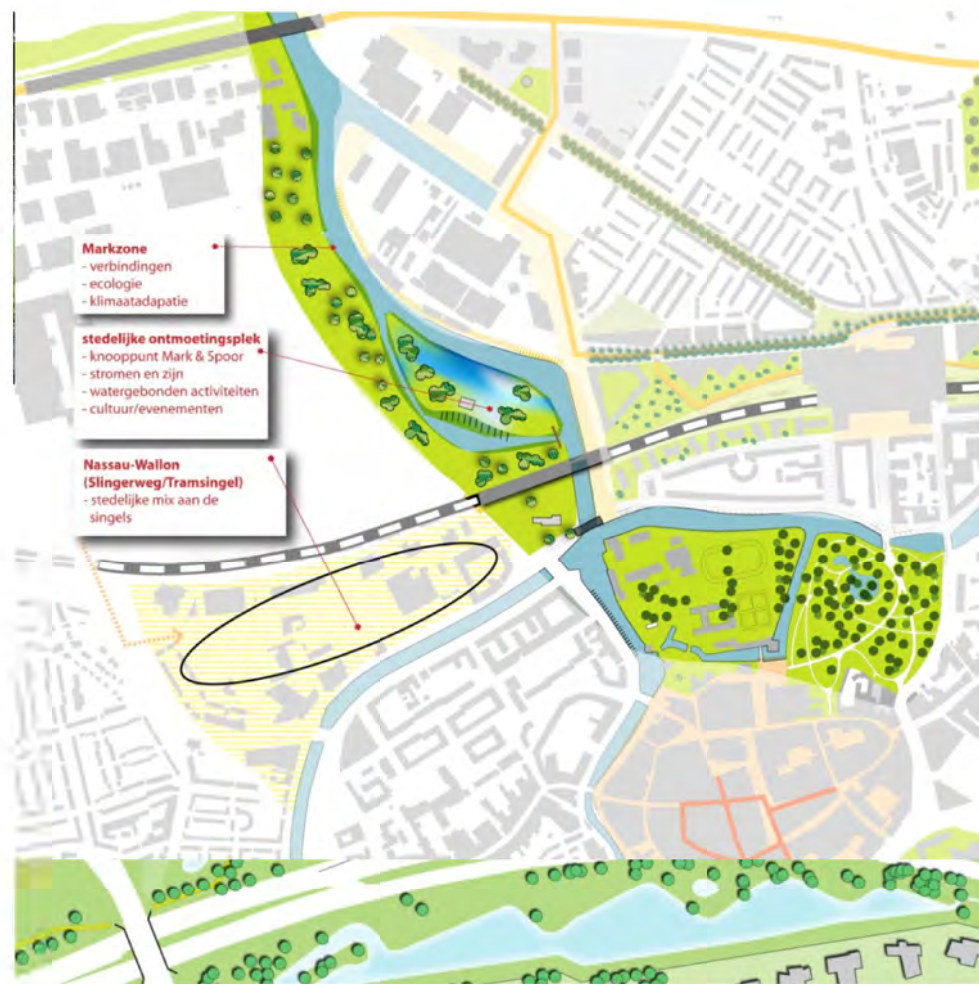 Markzone
- verbindingen
- ecologie
- klimaatadapatie
stedelijke ontmoetingsplek
- knooppunt Mark & Spoor
- stromen en zijn
- watergebonden activiteiten
- cultuur/evenementen
Nassau-Wallon
(Slingerweg/Tramsingel)
- stedelijke mix aan de
singels